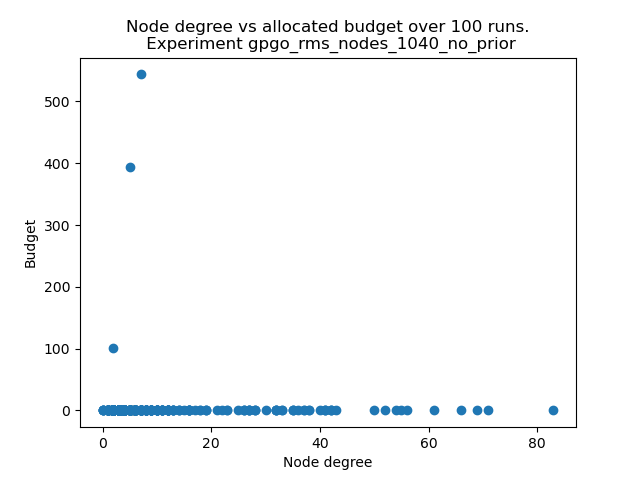 Node degree vs allocated budget over 100 runs.
Experiment gpgo_rms_nodes_1040_no_prior
500
400
300
200
100
0
Budget
0 20 40 60 80
Node degree